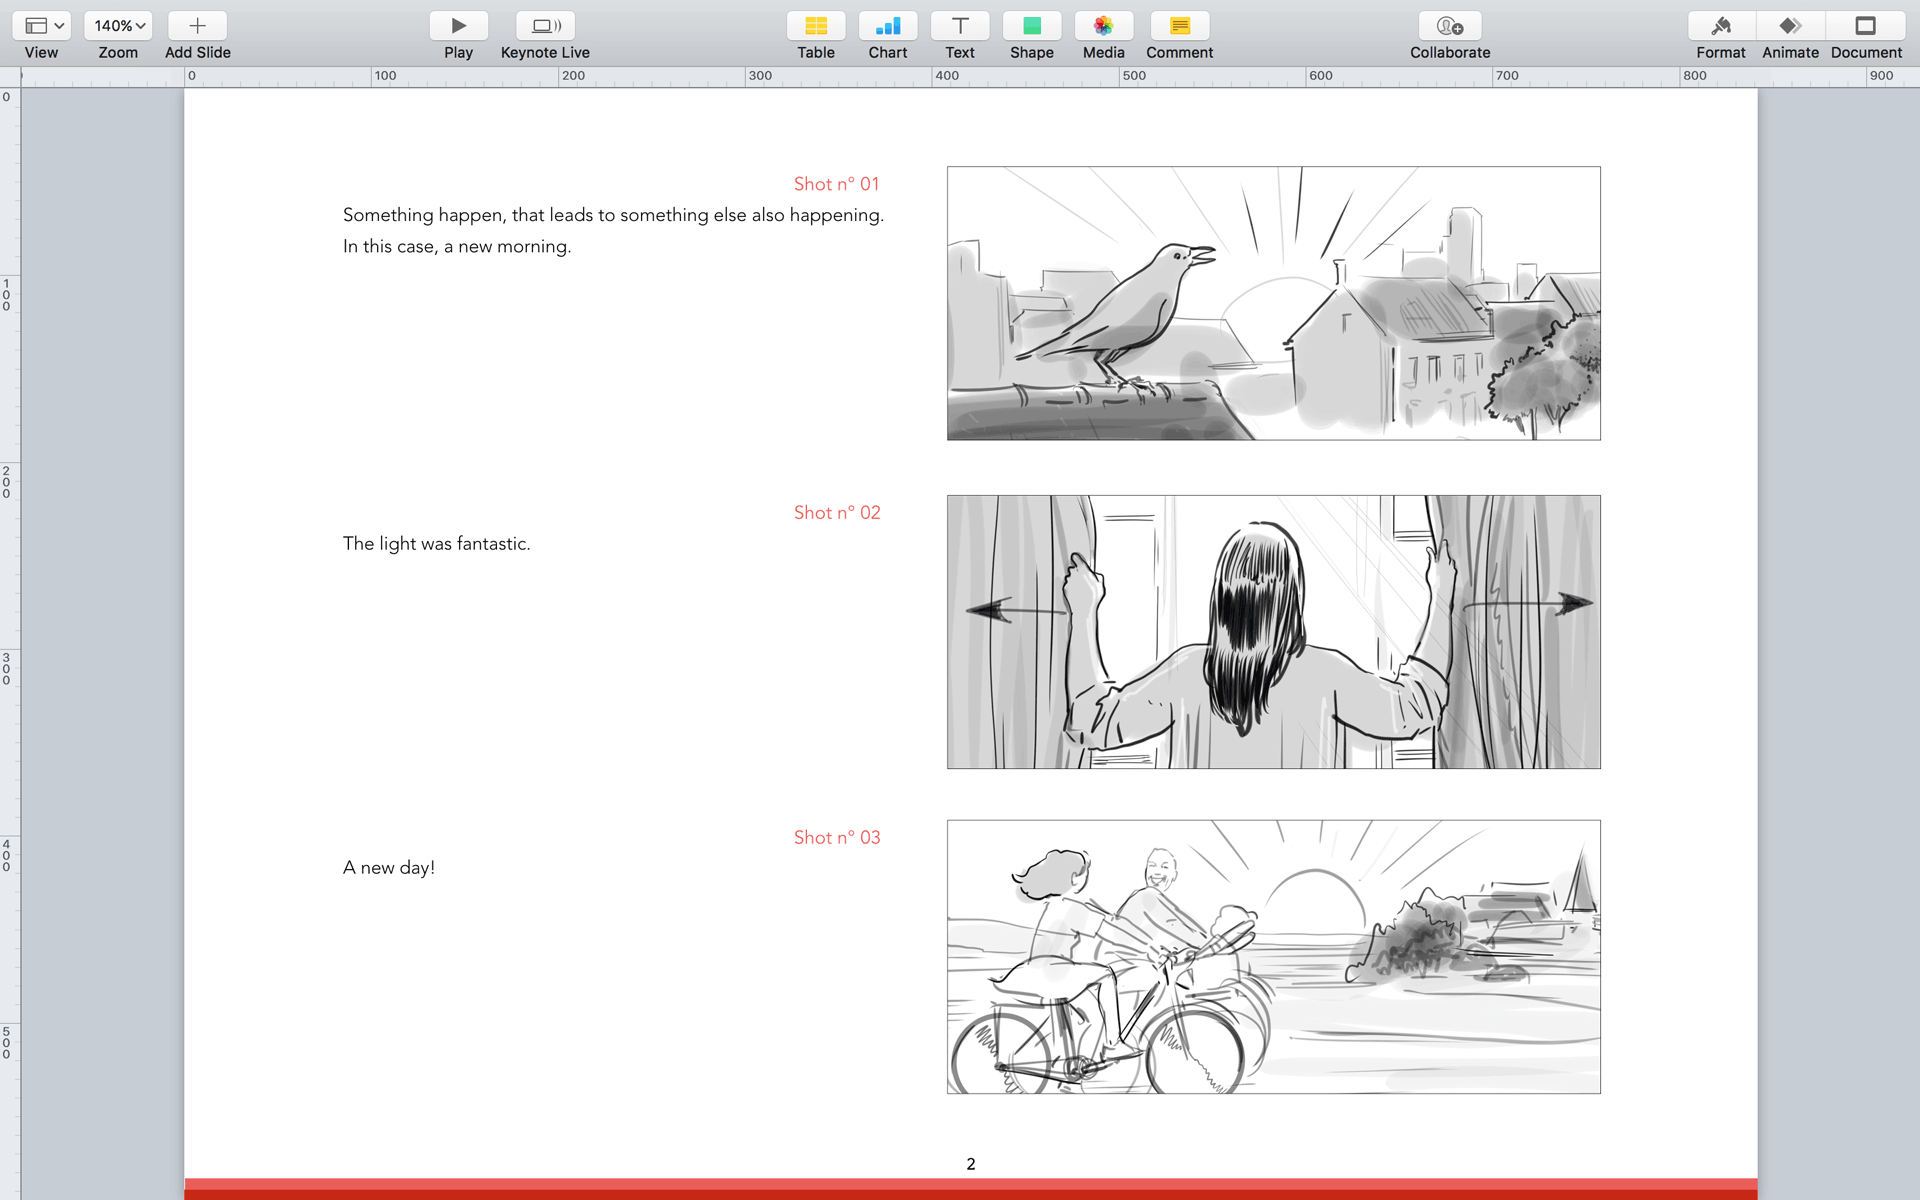 140%
View
Zoom
Add Slide
Play
Keynote Live
Table
Chart
Text
Shape
Media
Comment
Collaborate
Format
Animate
Document
0 100 200 300 400 500 600 700 800 900
0
100
200
300
400
500
Shot n° 01
Something happen, that leads to something else also happening.
In this case, a new morning.
Shot n° 02
The light was fantastic.
Shot n° 03
A new day!
2